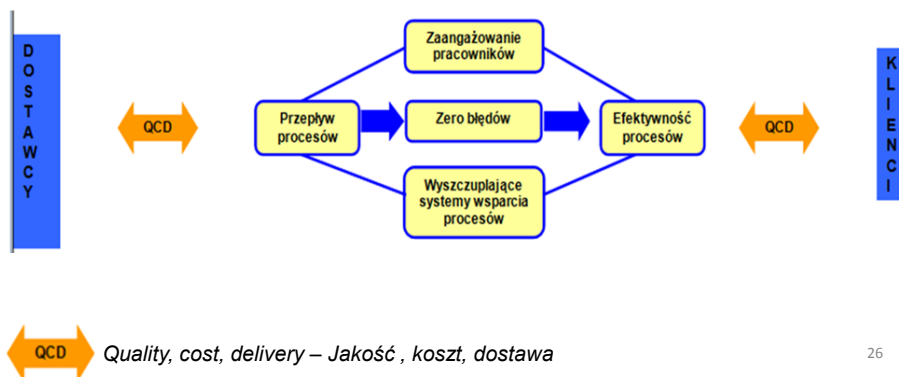 DOSTAWCY
QCD
Zaangażowanie
pracowników
Przepływ
procesów
Zero błędów
Efektywność
procesów
Wyszczuplające
systemy wsparcia
procesów
QCD
KLIENCI
QCD
Quality, cost, delivery – Jakość , koszt, dostawa
26